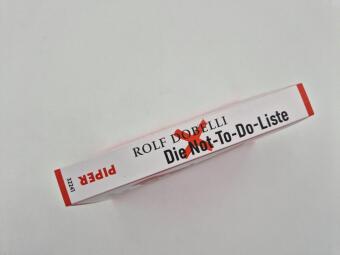 ROLF DOBELLI
Die Not-To-Do-Liste
PIPER